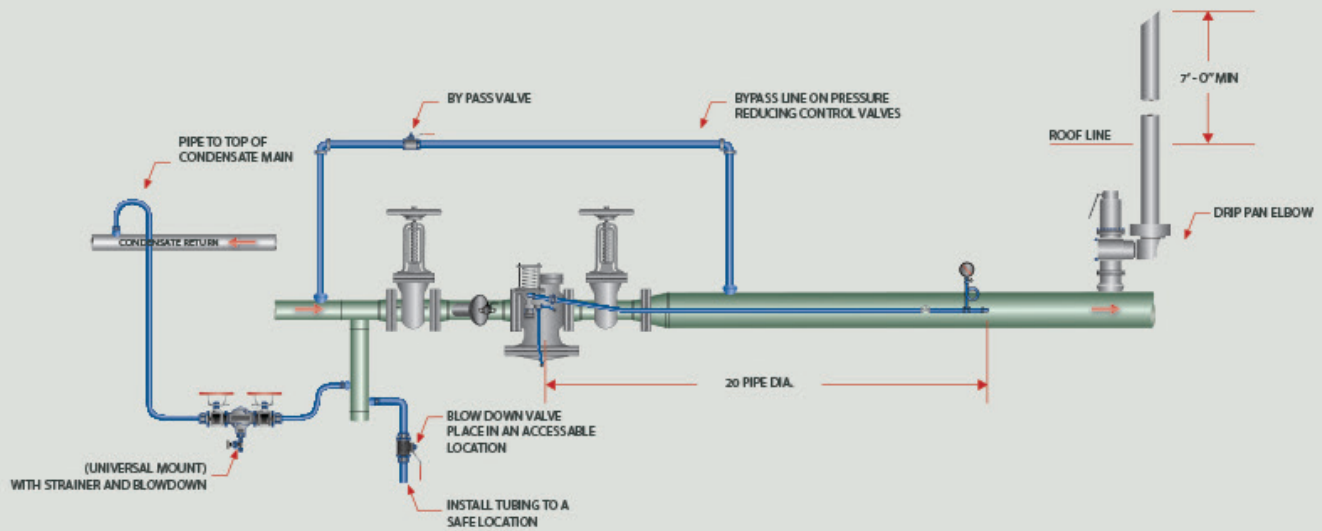 7' - 0" MIN
BY PASS VALVE
BYPASS LINE ON PRESSURE
REDUCING CONTROL VALVES
PIPE TO TOP OF
CONDENSATE MAIN
ROOF LINE
DRIP PAN ELBOW
CONDENSATE RETURN
20 PIPE DIA.
BLOW DOWN VALVE
PLACE IN AN ACCESSABLE
LOCATION
(UNIVERSAL MOUNT)
WITH STRAINER AND BLOWDOWN
INSTALL TUBING TO A
SAFE LOCATION